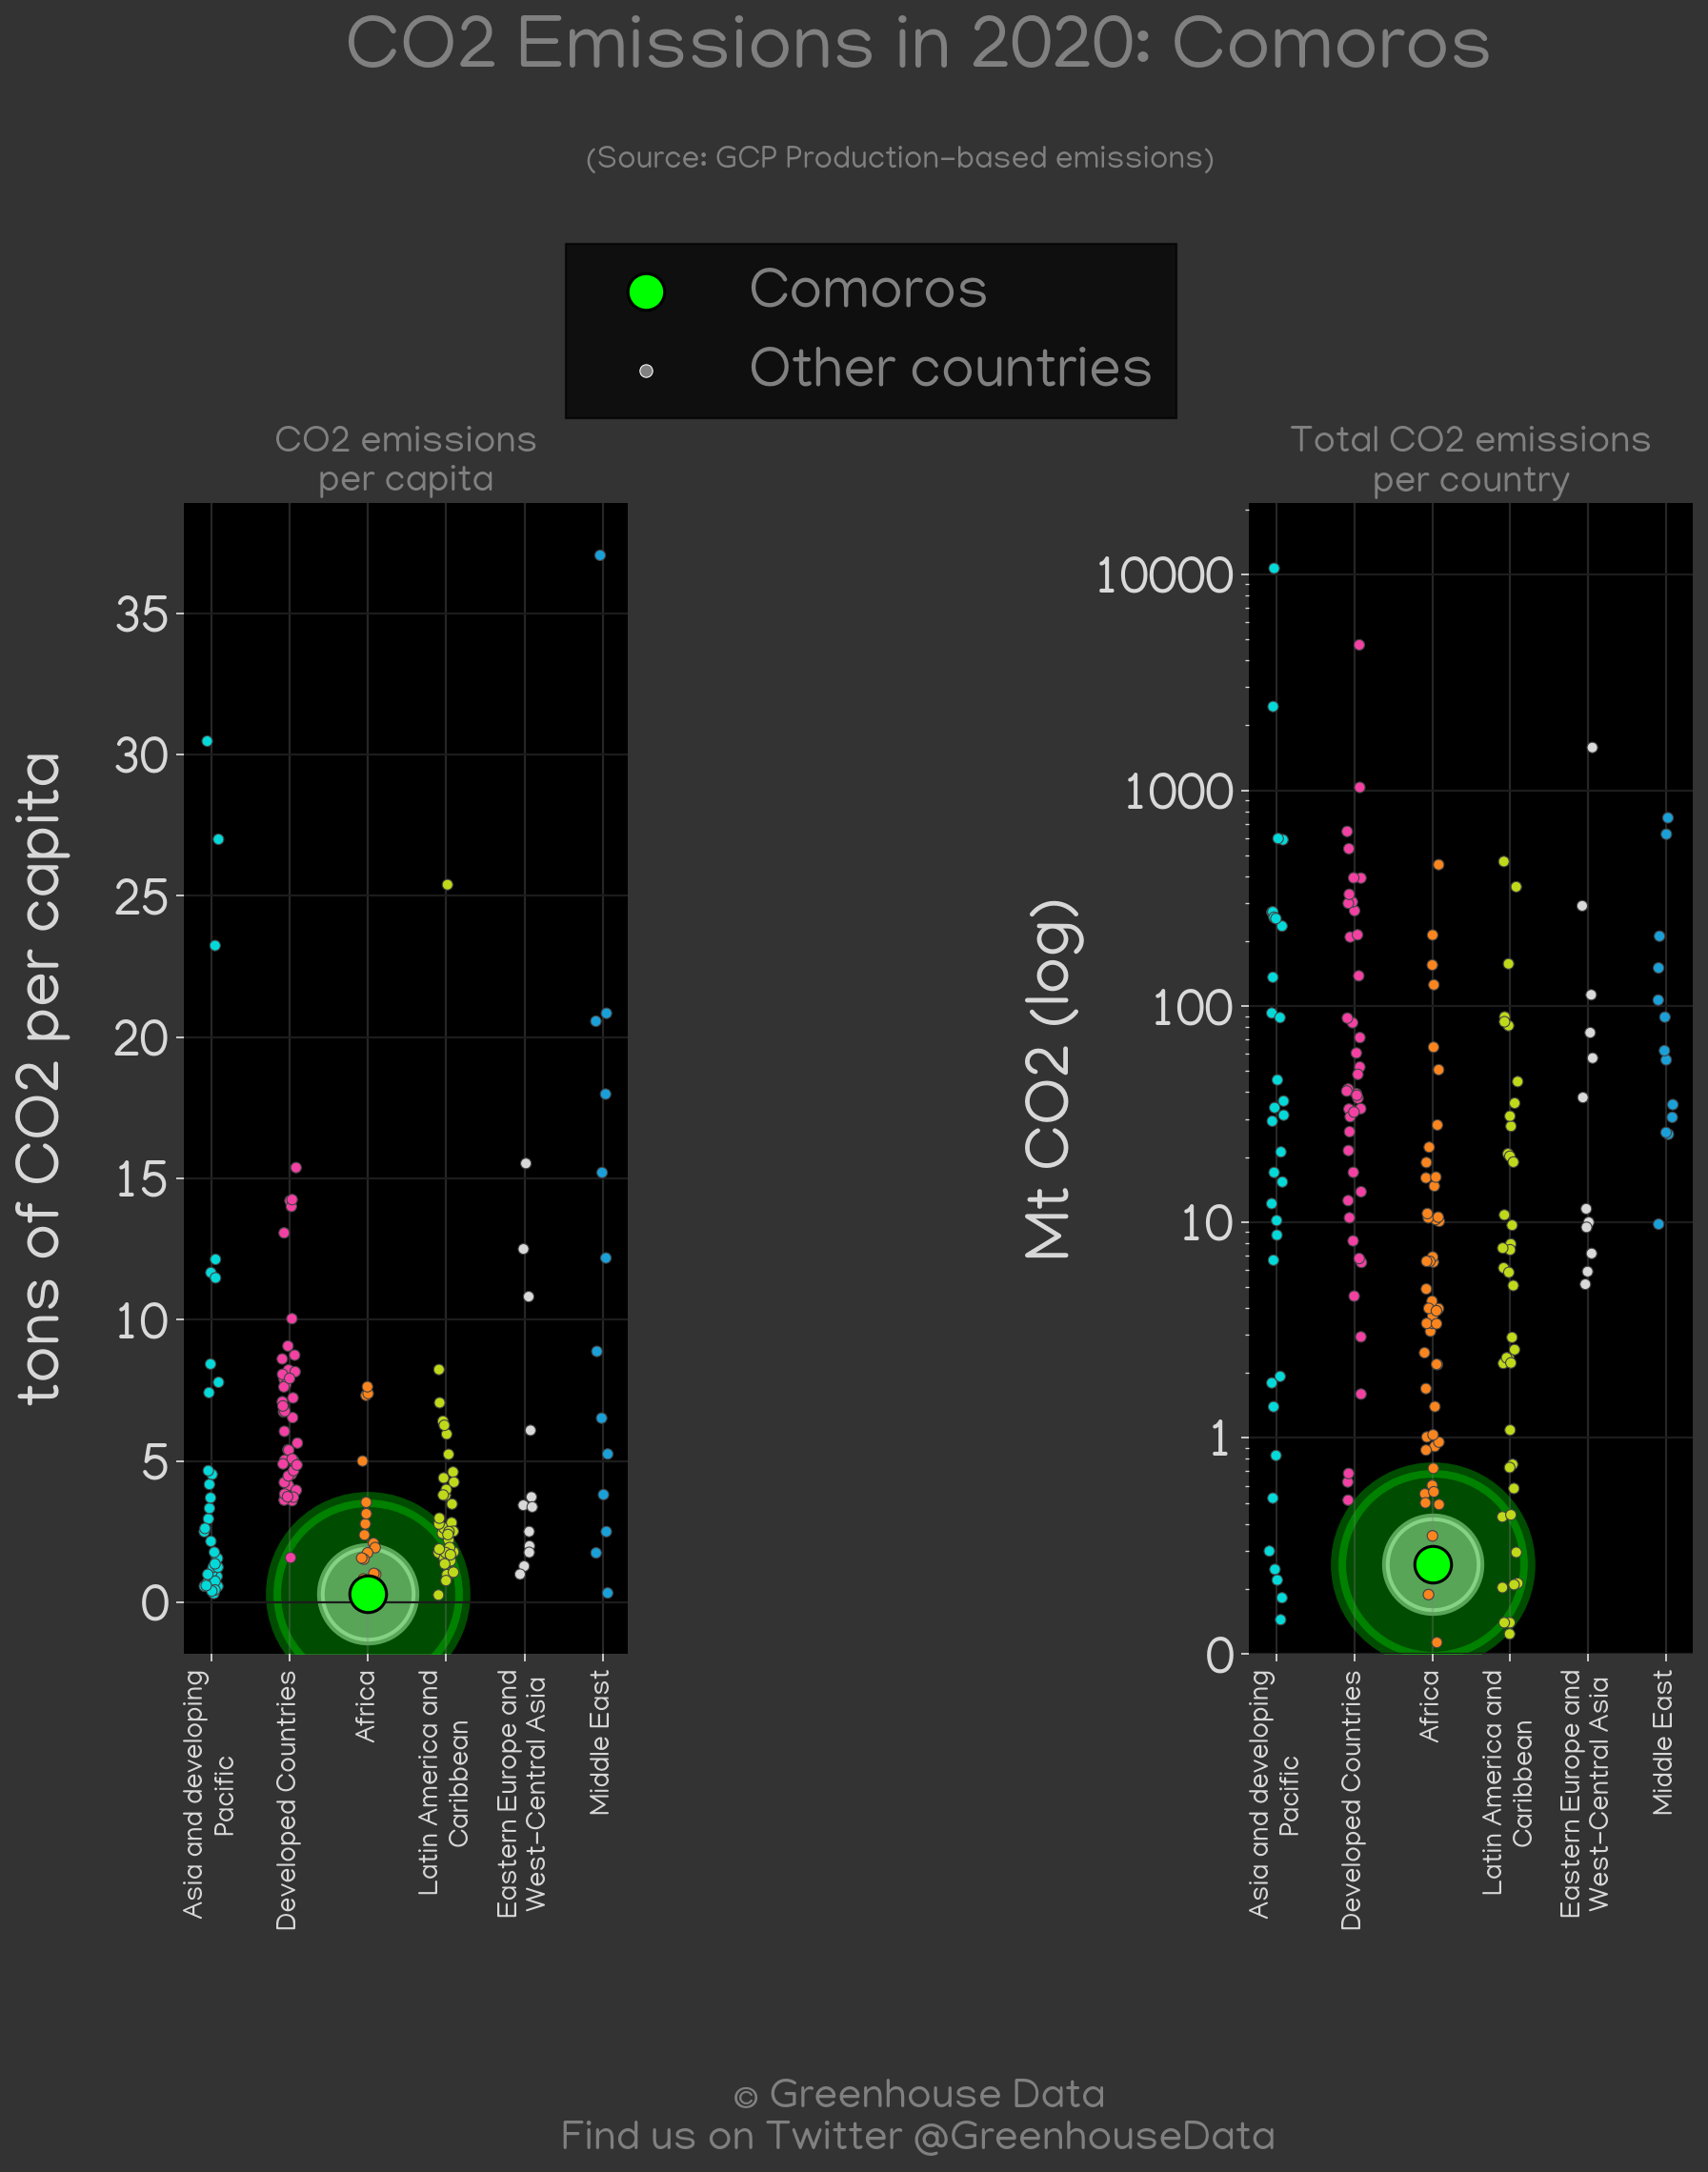 CO2 Emissions in 2020: Comoros
(Source: GCP Production-based emissions)
Comoros
Other countries
CO2 emissions
per capita
tons of CO2 per capita
35
30
25
20
15
10
5
0
Asia and developing
Pacific
Developed Countries
Africa
Latin America and
Caribbean
Eastern Europe and
West-Central Asia
Middle East
Total CO2 emissions
per country
Mt CO2 (log)
10000
1000
100
10
1
0
Asia and developing
Pacific
Developed Countries
Africa
Latin America and
Caribbean
Eastern Europe and
West-Central Asia
Middle East
© Greenhouse Data
Find us on Twitter @GreenhouseData